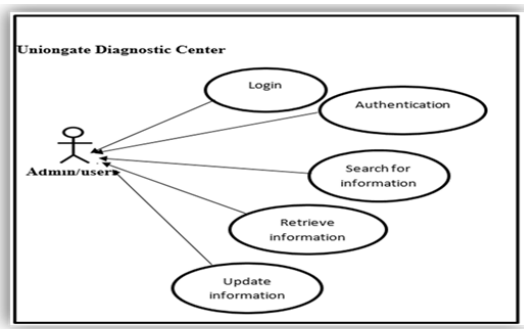 Uniongate Diagnostic Center
Login
Authentication
Admin/users
Search for
information
Retrieve
information
Update
information